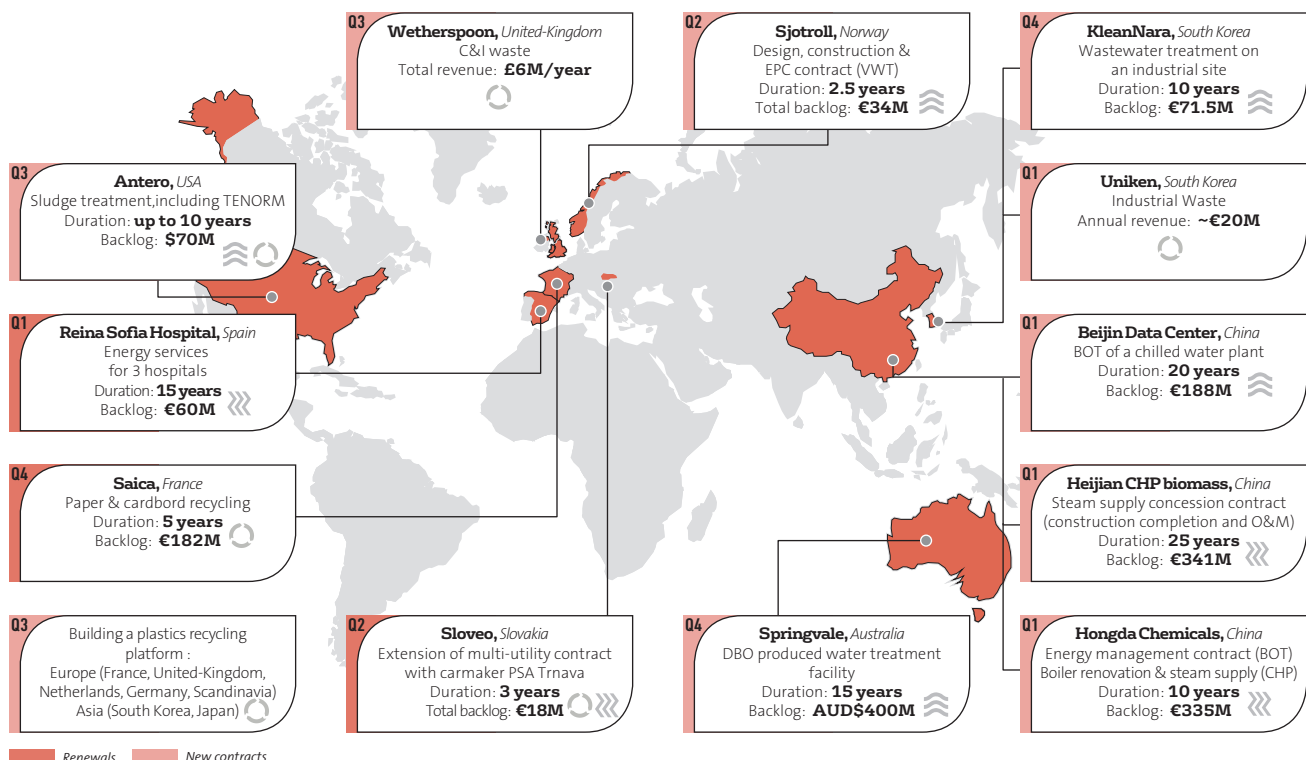 Q3
Wetherspoon, United-Kingdom
C&I waste
Total revenue: £6M/year
Q2
Sjotroll, Norway
Design, construction &
EPC contract (VWT)
Duration: 2.5 years
Total backlog: €34M
Q4
KleanNara, South Korea
Wastewater treatment on
an industrial site
Duration: 10 years
Backlog: €71.5M
Q3
Antero, USA
Sludge treatment,including TENORM
Duration: up to 10 years
Backlog: $70M
Q1
Uniken, South Korea
Industrial Waste
Annual revenue: ~€20M
Q1
Reina Sofia Hospital, Spain
Energy services
for 3 hospitals
Duration: 15 years
Backlog: €60M
Q1
Beijin Data Center, China
BOT of a chilled water plant
Duration: 20 years
Backlog: €188M
Q4
Saica, France
Paper & cardbord recycling
Duration: 5 years
Backlog: €182M
Q1
Heijian CHP biomass, China
Steam supply concession contract
(construction completion and O&M)
Duration: 25 years
Backlog: €341M
Q3
Building a plastics recycling
platform :
Europe (France, United-Kingdom,
Netherlands, Germany, Scandinavia)
Asia (South Korea, Japan)
Q2
Sloveo, Slovakia
Extension of multi-utility contract
with carmaker PSA Trnava
Duration: 3 years
Total backlog: €18M
Q4
Springvale, Australia
DBO produced water treatment
facility
Duration: 15 years
Backlog: AUD$400M
Q1
Hongda Chemicals, China
Energy management contract (BOT)
Boiler renovation & steam supply (CHP)
Duration: 10 years
Backlog: €335M
Renewals
New contracts